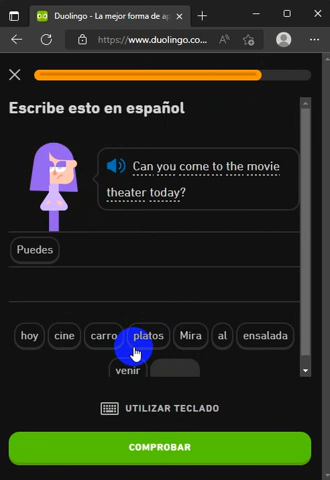 Duolingo - La mejor forma de ap
https://www.duolingo.co...
Escribe esto en español
Can you come to the movie
theater today?
Puedes
hoy cine carro platos Mira al ensalada
venir
UTILIZAR TECLADO
COMPROBAR